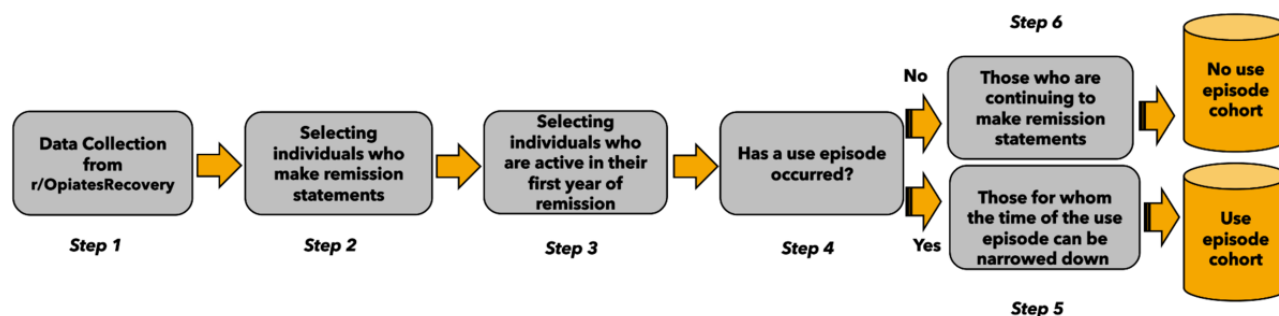 Data Collection
from
r/OpiatesRecovery
Step 1
Selecting
individuals who
make remission
statements
Step 2
Selecting
individuals who
are active in their
first year of
remission
Step 3
Has a use episode
occurred?
Step 4
No
Step 6
Those who are
continuing to
make remission
statements
No use
episode
cohort
Yes
Those for whom
the time of the use
episode can be
narrowed down
Step 5
Use
episode
cohort